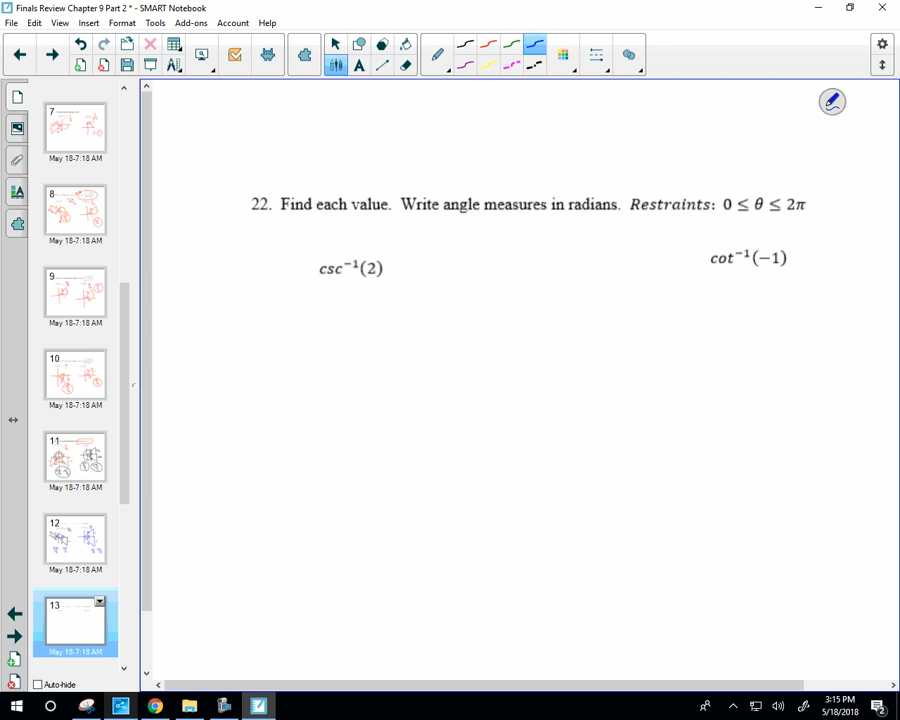 Finals Review Chapter 9 Part 2 * - SMART Notebook
File Edit View Insert Format Tools Add-ons Account Help
7
May 18-7:18 AM
8
May 18-7:18 AM
9
May 18-7:18 AM
10
May 18-7:18 AM
11
May 18-7:18 AM
12
May 18-7:18 AM
13
May 18-7:18 AM
Auto-hide
22. Find each value. Write angle measures in radians. Restraints: 0 ≤ θ ≤ 2π
csc⁻¹(2)
cot⁻¹(−1)
3:15 PM
5/18/2018
2